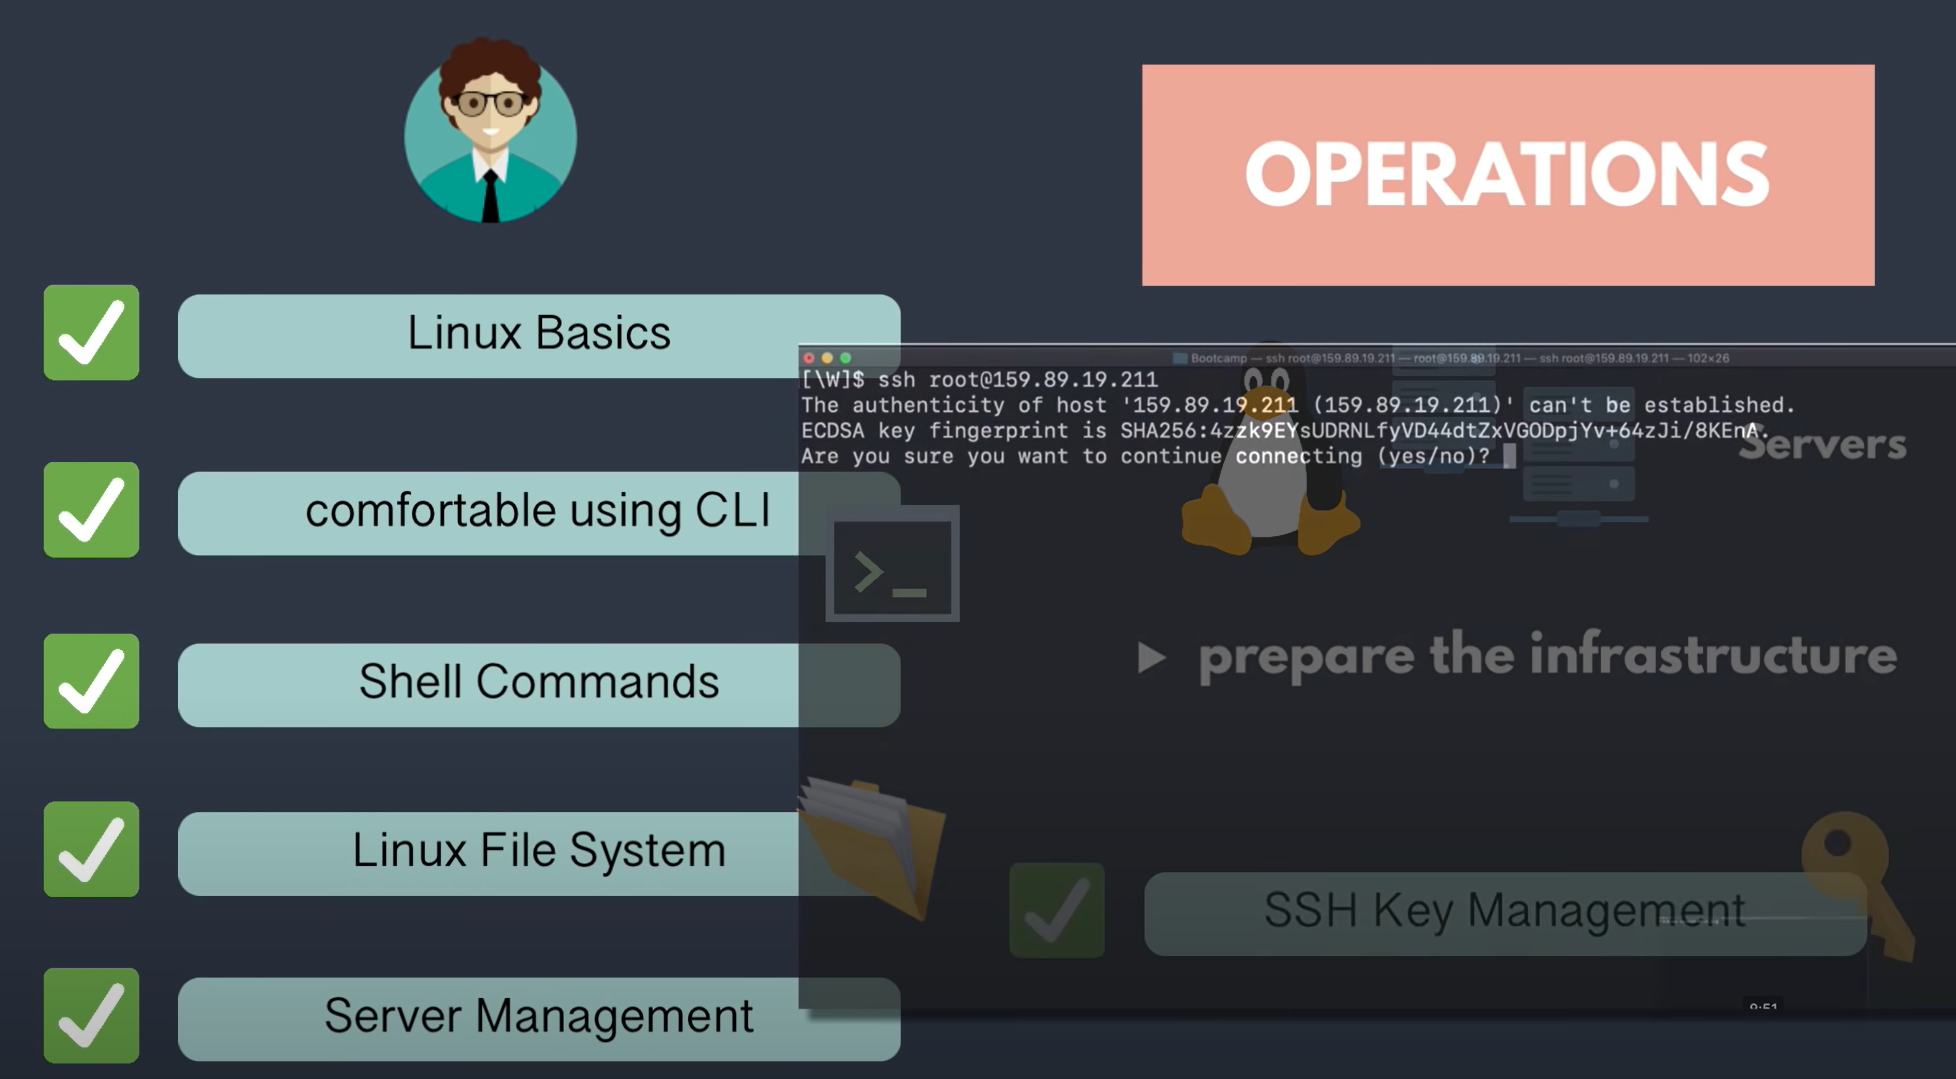 OPERATIONS
Linux Basics
comfortable using CLI
Shell Commands
Linux File System
Server Management
Bootcamp — ssh root@159.89.19.211 — root@159.89.19.211 — ssh root@159.89.19.211 — 102×26
[\W]$ ssh root@159.89.19.211
The authenticity of host '159.89.19.211 (159.89.19.211)' can't be established.
ECDSA key fingerprint is SHA256:4zzk9EYsUDRNLfyVD44dtZxVGODpjYv+64zJi/8KEnA.
Are you sure you want to continue connecting (yes/no)?
Servers
>_
▶ prepare the infrastructure
SSH Key Management
9:51